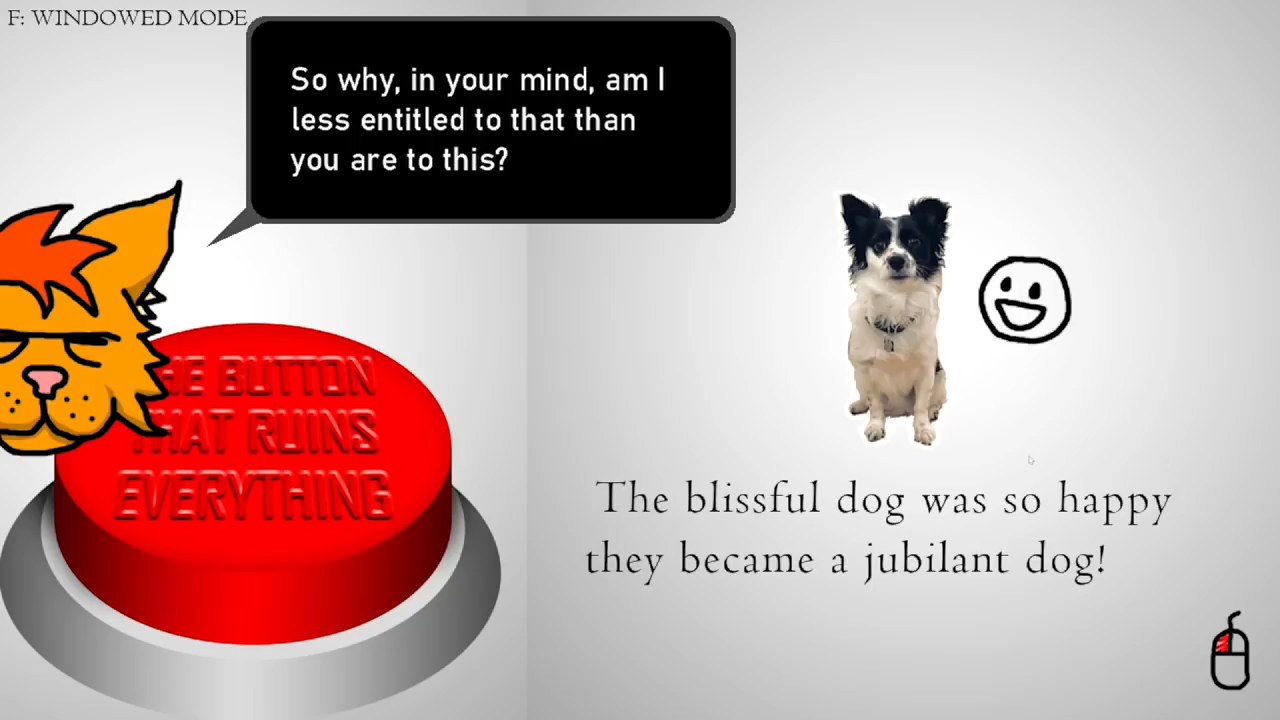 F: WINDOWED MODE
So why, in your mind, am I
less entitled to that than
you are to this?
HE BUTTON
THAT RUINS
EVERYTHING
The blissful dog was so happy
they became a jubilant dog!